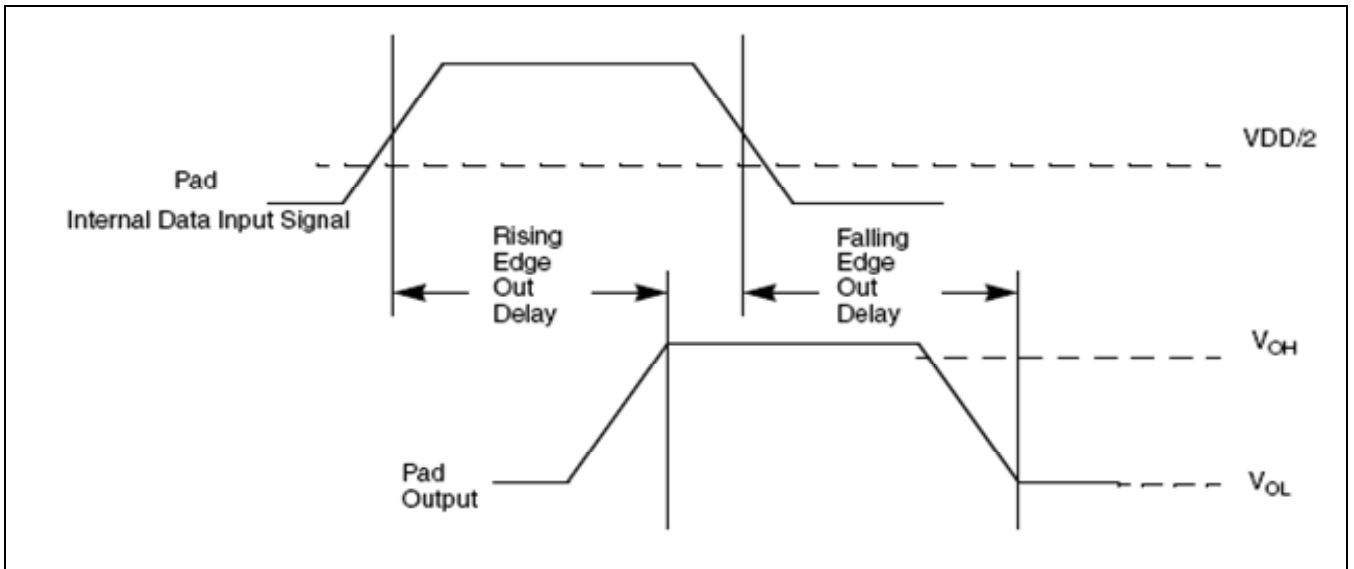 VDD/2
Pad
Internal Data Input Signal
Rising
Edge
Out
Delay
Falling
Edge
Out
Delay
VOH
Pad
Output
VOL